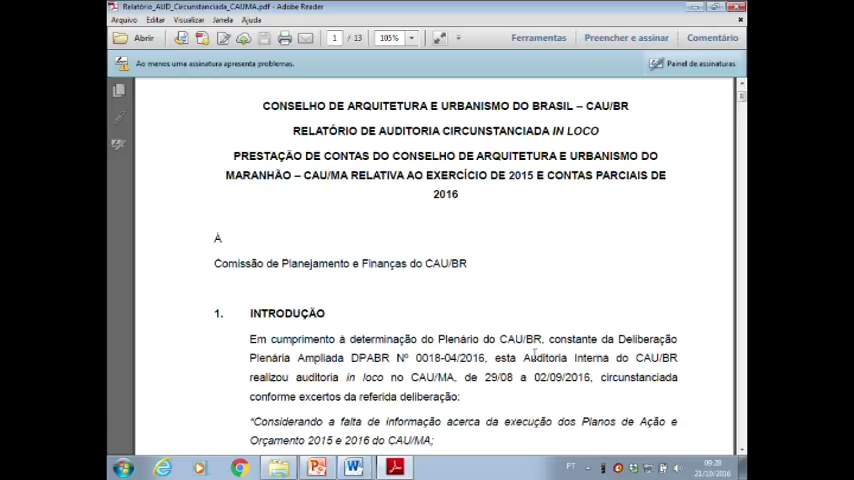 Relatório_AUD_Circunstanciada_CAUMA.pdf - Adobe Reader
Arquivo Editar Visualizar Janela Ajuda
Abrir 1 / 13 105% Ferramentas Preencher e assinar Comentário
Ao menos uma assinatura apresenta problemas. Painel de assinaturas
CONSELHO DE ARQUITETURA E URBANISMO DO BRASIL – CAU/BR
RELATÓRIO DE AUDITORIA CIRCUNSTANCIADA IN LOCO
PRESTAÇÃO DE CONTAS DO CONSELHO DE ARQUITETURA E URBANISMO DO
MARANHÃO – CAU/MA RELATIVA AO EXERCÍCIO DE 2015 E CONTAS PARCIAIS DE
2016
À
Comissão de Planejamento e Finanças do CAU/BR
1. INTRODUÇÃO
Em cumprimento à determinação do Plenário do CAU/BR, constante da Deliberação
Plenária Ampliada DPABR Nº 0018-04/2016, esta Auditoria Interna do CAU/BR
realizou auditoria in loco no CAU/MA, de 29/08 a 02/09/2016, circunstanciada
conforme excertos da referida deliberação:
“Considerando a falta de informação acerca da execução dos Planos de Ação e
Orçamento 2015 e 2016 do CAU/MA;
PT 09:28
21/10/2016